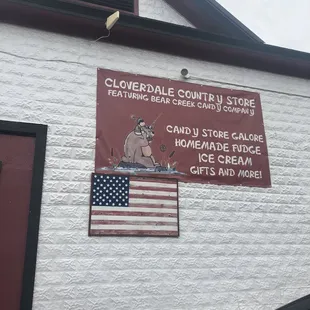 CLOVERDALE COUNTRY STORE
FEATURING BEAR CREEK CANDY COMPANY
CANDY STORE GALORE
HOMEMADE FUDGE
ICE CREAM
GIFTS AND MORE!